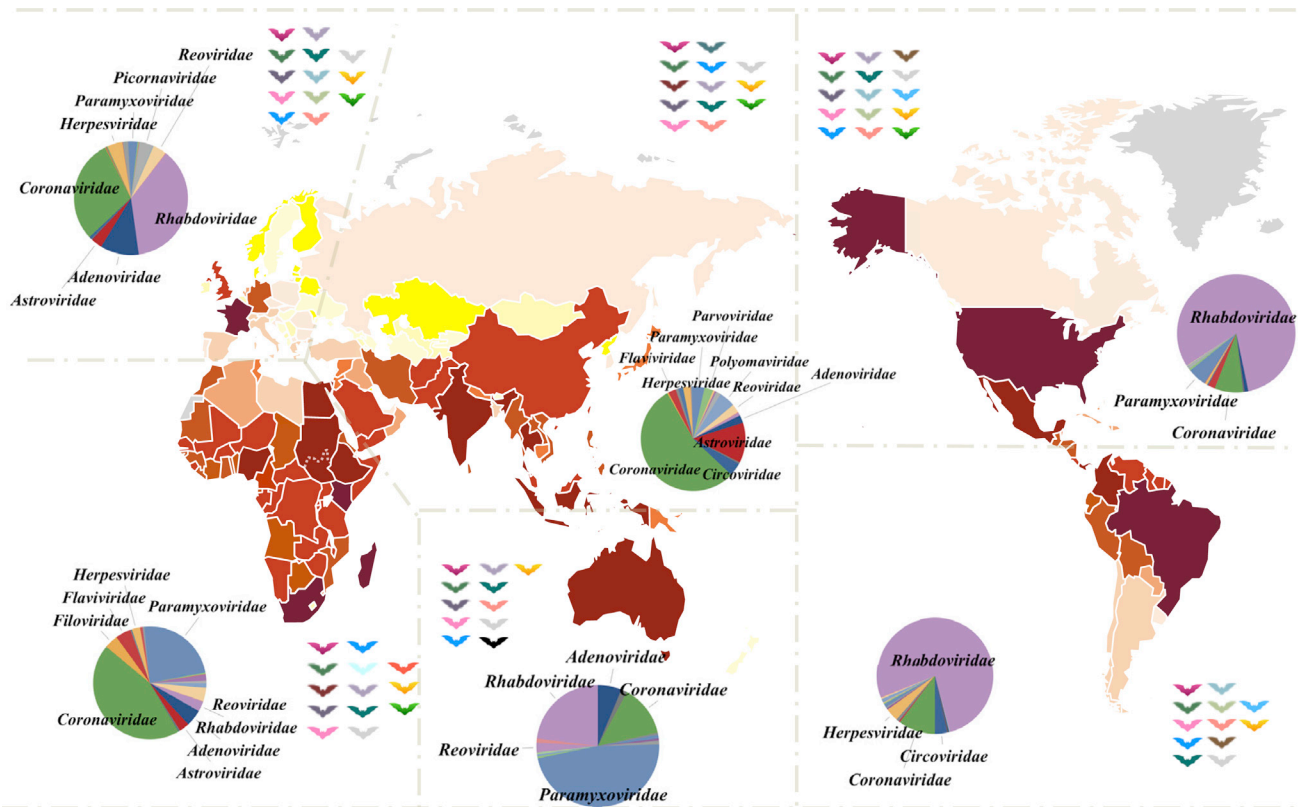 Reoviridae
Picornaviridae
Paramyxoviridae
Herpesviridae
Coronaviridae
Rhabdoviridae
Adenoviridae
Astroviridae
Parvoviridae
Paramyxoviridae
Flaviviridae
Polyomaviridae
Adenoviridae
Herpesviridae
Reoviridae
Astroviridae
Coronaviridae
Circoviridae
Rhabdoviridae
Paramyxoviridae
Coronaviridae
Herpesviridae
Flaviviridae
Paramyxoviridae
Filoviridae
Coronaviridae
Reoviridae
Rhabdoviridae
Adenoviridae
Astroviridae
Adenoviridae
Rhabdoviridae
Coronaviridae
Reoviridae
Paramyxoviridae
Rhabdoviridae
Herpesviridae
Circoviridae
Coronaviridae